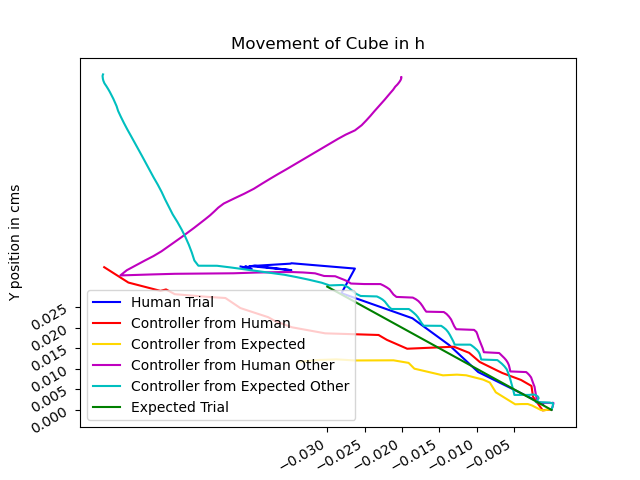 Movement of Cube in h
Y position in cms
0.025
0.020
0.015
0.010
0.005
0.000
Human Trial
Controller from Human
Controller from Expected
Controller from Human Other
Controller from Expected Other
Expected Trial
−0.030
−0.025
−0.020
−0.015
−0.010
−0.005